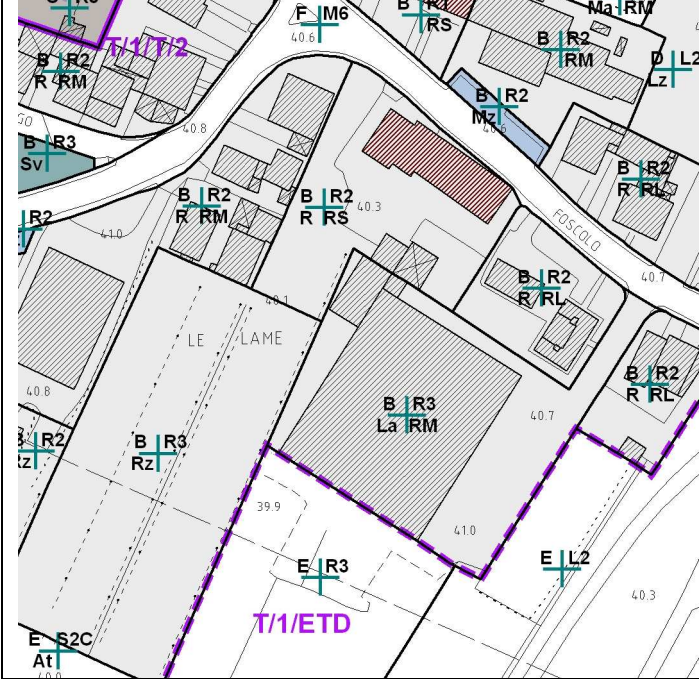 F M6
40.6
RS
Ma RM
T/1/T/2
B R2
R RM
B R2
RM
D L2
Lz
B R2
Mz
40.8
B R3
Sv
B R2
R RL
B R2
R RM
B R2
R RS
40.3
FOSCOLO
R2
41.0
40.7
B R2
R RL
40.1
LE LAME
B R2
R RL
40.8
B R3
La RM
40.7
B R2
Rz
B R3
Rz
39.9
41.0
E R3
E L2
40.3
T/1/ETD
E S2C
At
40.0